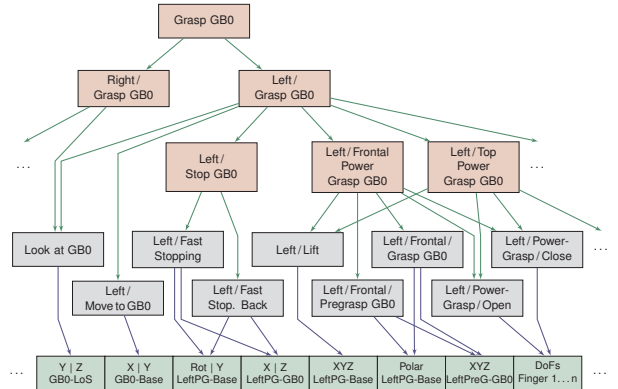 Grasp GB0
Right /
Grasp GB0
Left /
Grasp GB0
...
Left /
Stop GB0
Left / Frontal
Power
Grasp GB0
Left / Top
Power
Grasp GB0
...
Look at GB0
Left / Fast
Stopping
Left / Lift
Left / Frontal /
Grasp GB0
Left / Power-
Grasp / Close
...
Left /
Move to GB0
Left / Fast
Stop. Back
Left / Frontal /
Pregrasp GB0
Left / Power-
Grasp / Open
...
Y | Z
GB0-LoS
X | Y
GB0-Base
Rot | Y
LeftPG-Base
X | Z
LeftPG-GB0
XYZ
LeftPG-Base
Polar
LeftPG-Base
XYZ
LeftPreG-GB0
DoFs
Finger 1... n
...